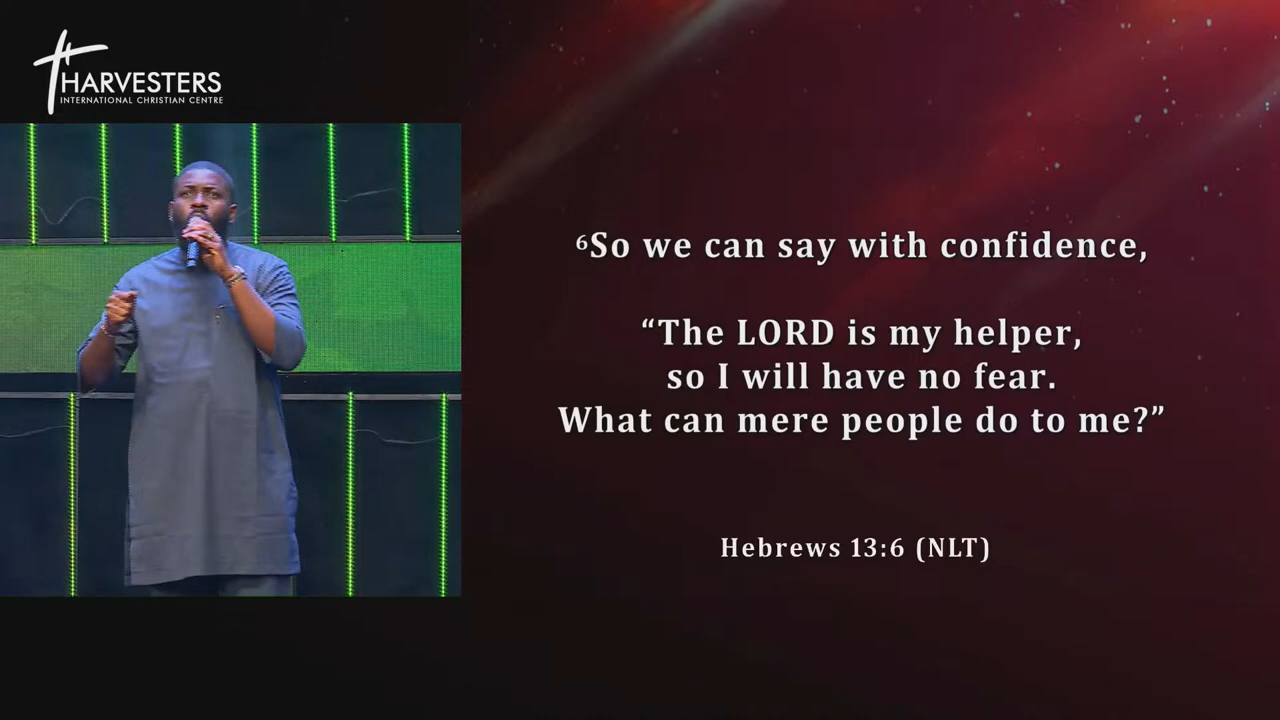 HARVESTERS
INTERNATIONAL CHRISTIAN CENTRE
⁶So we can say with confidence,
“The LORD is my helper,
so I will have no fear.
What can mere people do to me?”
Hebrews 13:6 (NLT)